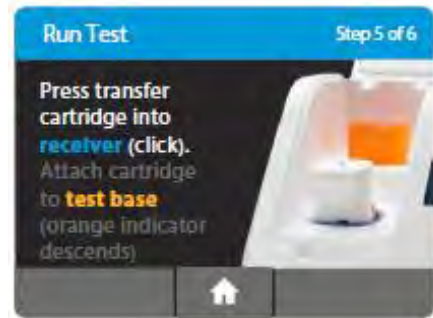 Run Test
Step 5 of 6
Press transfer
cartridge into
receiver (click).
Attach cartridge
to test base
(orange indicator
descends)